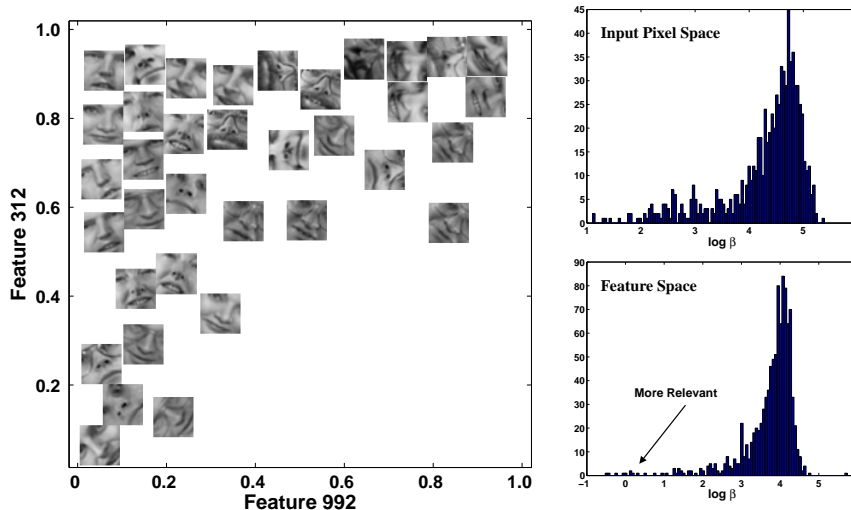 1.0
0.8
0.6
0.4
0.2
Feature 312
0 0.2 0.4 0.6 0.8 1.0
Feature 992
Input Pixel Space
45
40
35
30
25
20
15
10
5
0
1 2 3 4 5
log β
Feature Space
90
80
70
60
50
40
30
20
10
0
More Relevant
−1 0 1 2 3 4 5
log β